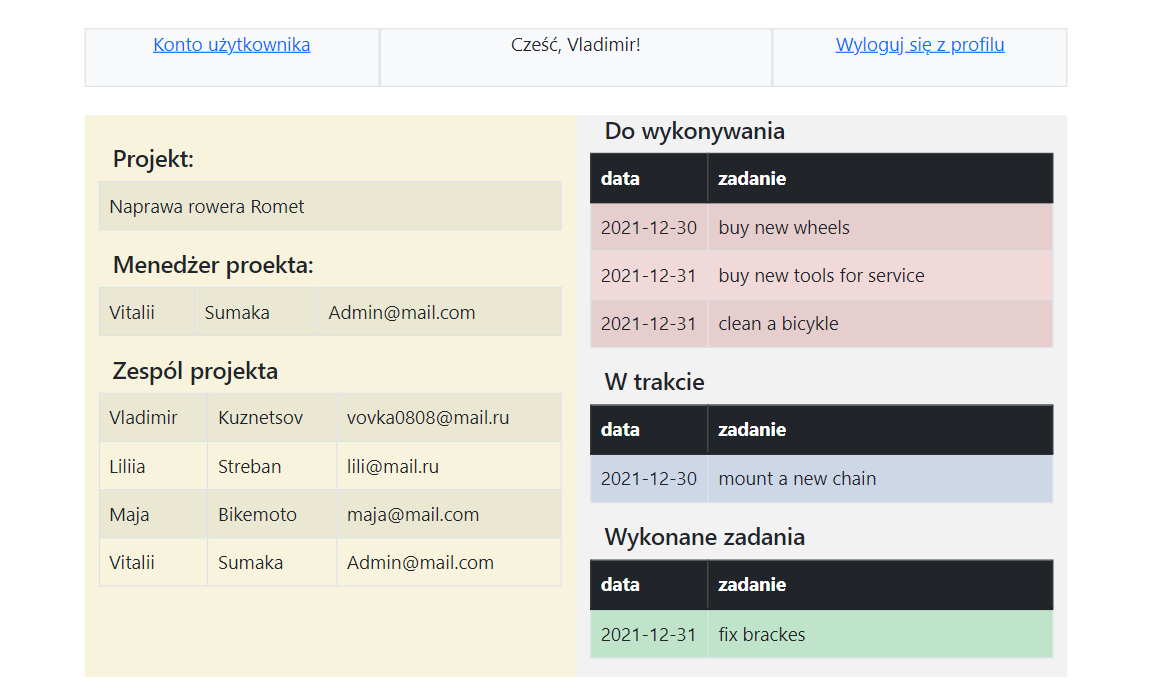 Konto użytkownika
Cześć, Vladimir!
Wyloguj się z profilu
Projekt:
Naprawa rowera Romet
Menedżer proekta:
Vitalii Sumaka Admin@mail.com
Zespól projekta
Vladimir Kuznetsov vovka0808@mail.ru
Liliia Streban lili@mail.ru
Maja Bikemoto maja@mail.com
Vitalii Sumaka Admin@mail.com
Do wykonywania
data zadanie
2021-12-30 buy new wheels
2021-12-31 buy new tools for service
2021-12-31 clean a bicykle
W trakcie
data zadanie
2021-12-30 mount a new chain
Wykonane zadania
data zadanie
2021-12-31 fix brackes